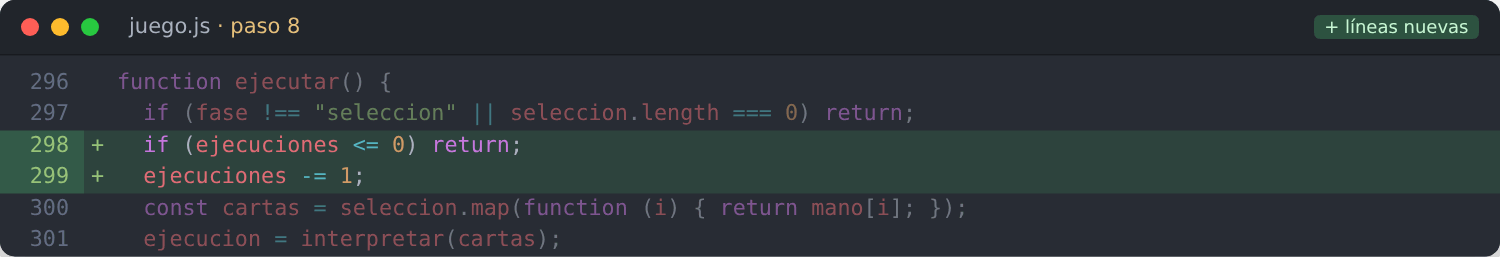 juego.js · paso 8
+ líneas nuevas
296 function ejecutar() {
297 if (fase !== "seleccion" || seleccion.length === 0) return;
298 + if (ejecuciones <= 0) return;
299 + ejecuciones -= 1;
300 const cartas = seleccion.map(function (i) { return mano[i]; });
301 ejecucion = interpretar(cartas);